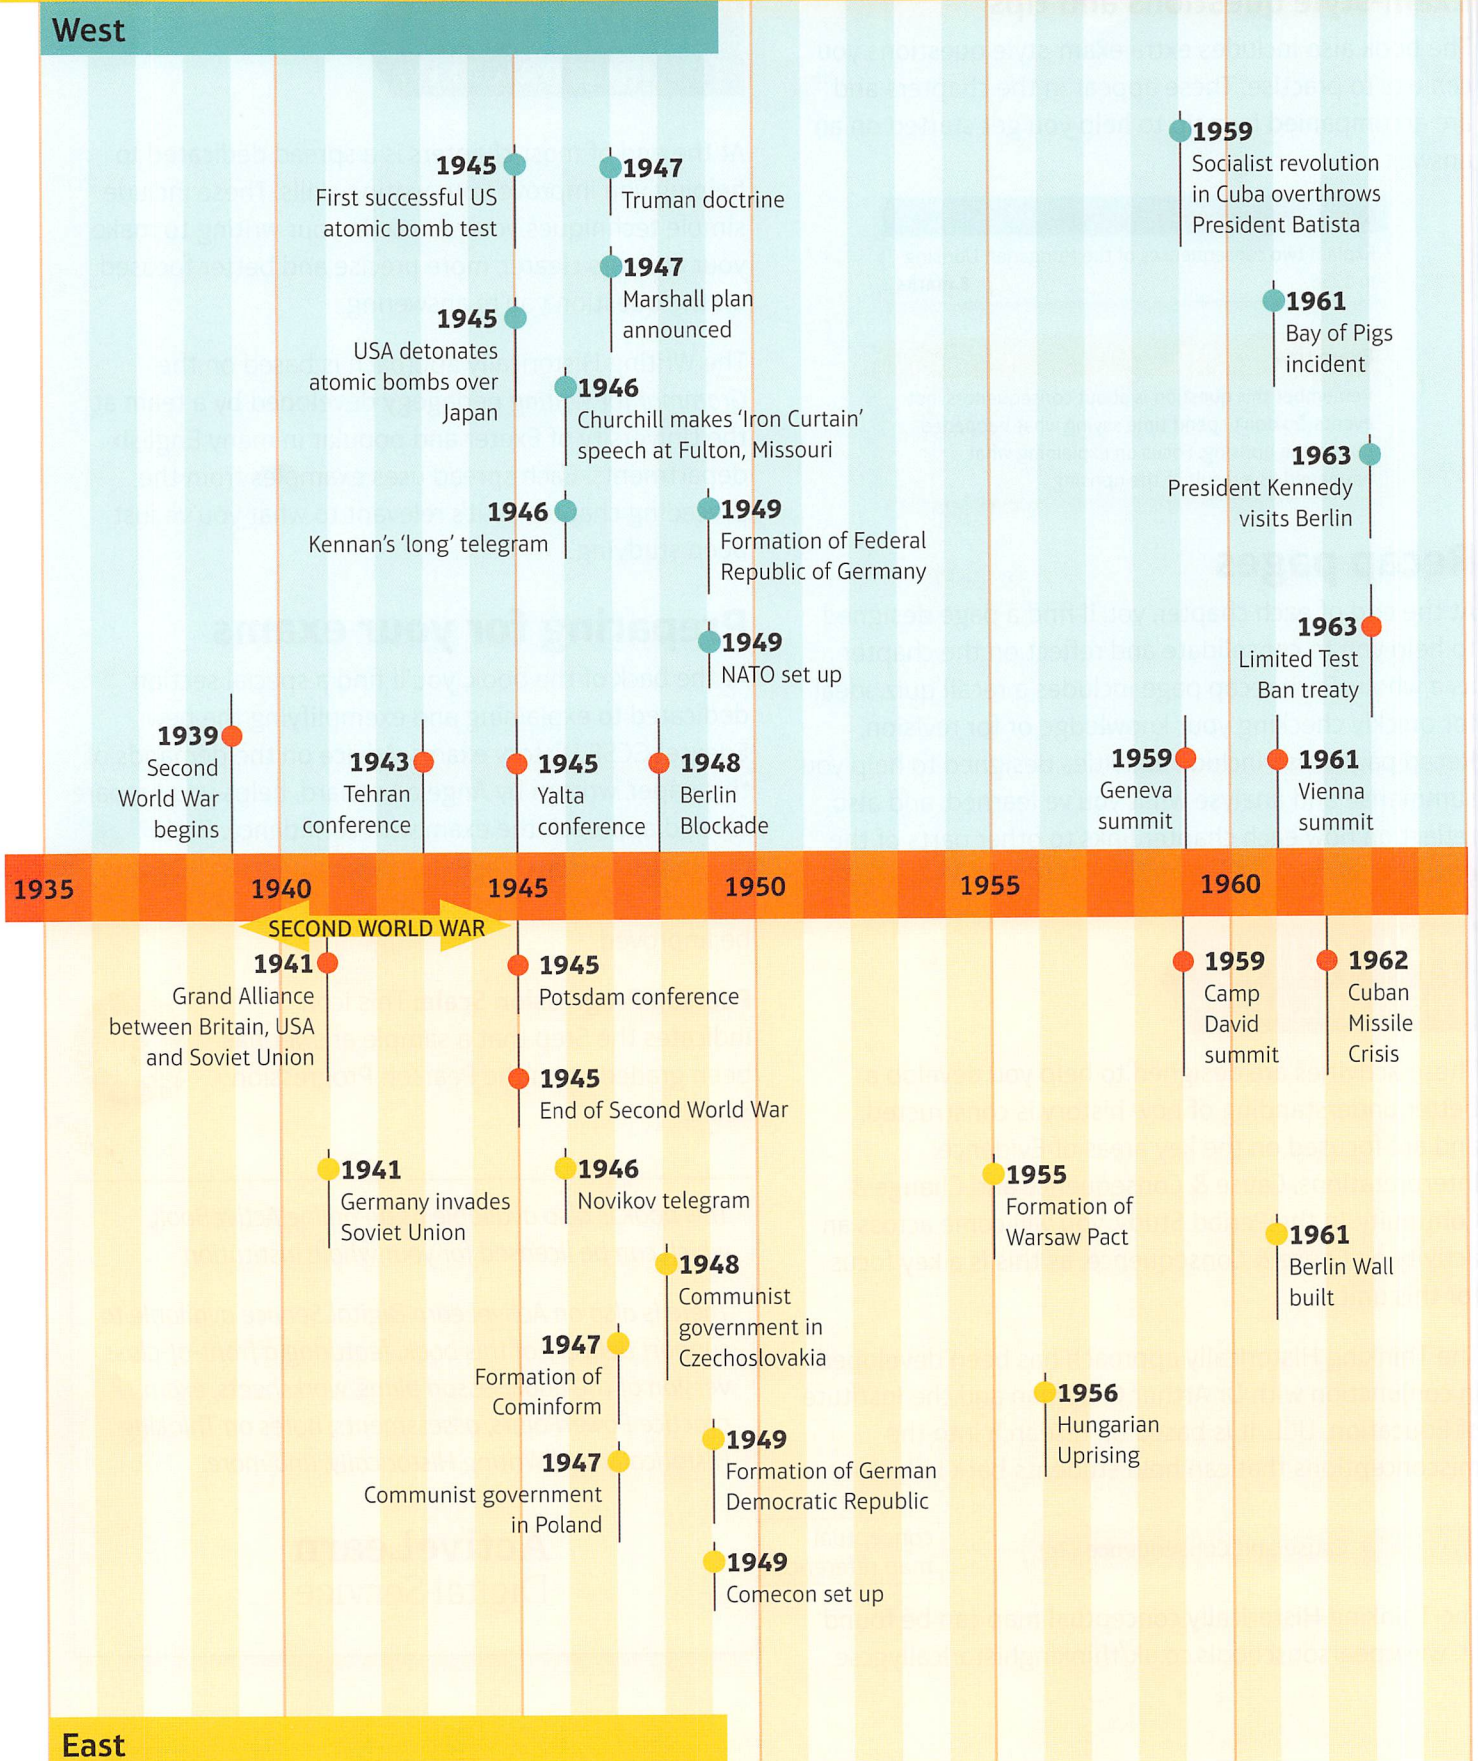 West
1945
First successful US
atomic bomb test
1947
Truman doctrine
1947
Marshall plan
announced
1945
USA detonates
atomic bombs over
Japan
1946
Churchill makes ‘Iron Curtain’
speech at Fulton, Missouri
1946
Kennan’s ‘long’ telegram
1949
Formation of Federal
Republic of Germany
1949
NATO set up
1959
Socialist revolution
in Cuba overthrows
President Batista
1961
Bay of Pigs
incident
1963
President Kennedy
visits Berlin
1963
Limited Test
Ban treaty
1939
Second
World War
begins
1943
Tehran
conference
1945
Yalta
conference
1948
Berlin
Blockade
1959
Geneva
summit
1961
Vienna
summit
1935 1940 1945 1950 1955 1960
SECOND WORLD WAR
1941
Grand Alliance
between Britain, USA
and Soviet Union
1945
Potsdam conference
1945
End of Second World War
1959
Camp
David
summit
1962
Cuban
Missile
Crisis
1941
Germany invades
Soviet Union
1946
Novikov telegram
1948
Communist
government in
Czechoslovakia
1947
Formation of
Cominform
1947
Communist government
in Poland
1949
Formation of German
Democratic Republic
1949
Comecon set up
1955
Formation of
Warsaw Pact
1956
Hungarian
Uprising
1961
Berlin Wall
built
East